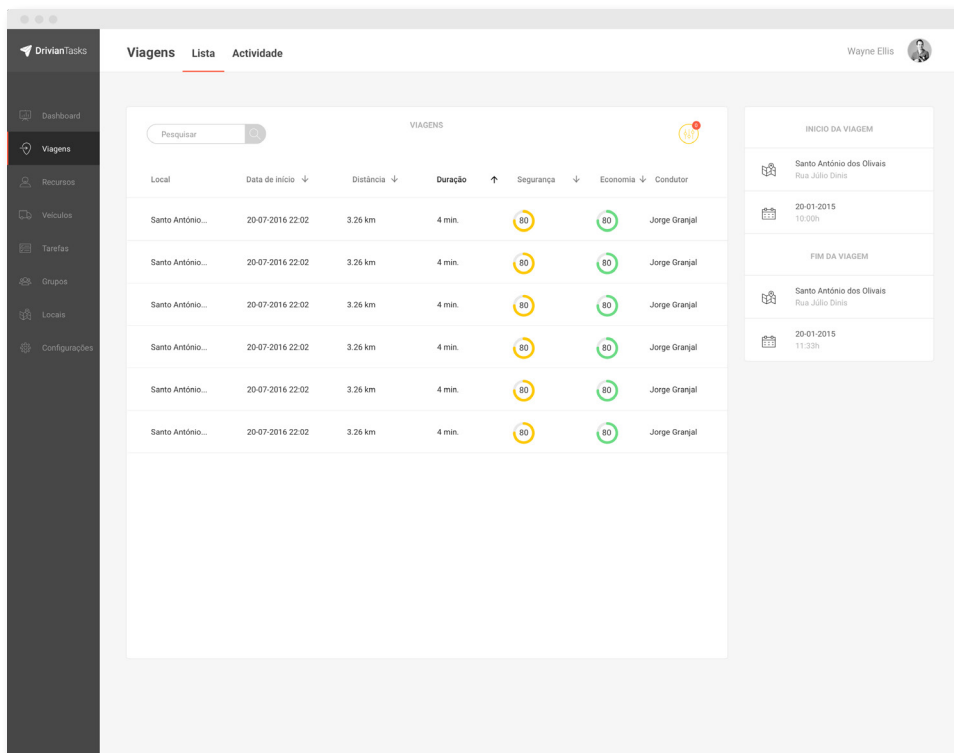 DrivianTasks
Viagens Lista Actividade
Wayne Ellis
Dashboard
Viagens
Recursos
Veículos
Tarefas
Grupos
Locais
Configurações
Pesquisar
VIAGENS
Local Data de início Distância Duração Segurança Economia Condutor
Santo António... 20-07-2016 22:02 3.26 km 4 min. 80 80 Jorge Granjal
Santo António... 20-07-2016 22:02 3.26 km 4 min. 80 80 Jorge Granjal
Santo António... 20-07-2016 22:02 3.26 km 4 min. 80 80 Jorge Granjal
Santo António... 20-07-2016 22:02 3.26 km 4 min. 80 80 Jorge Granjal
Santo António... 20-07-2016 22:02 3.26 km 4 min. 80 80 Jorge Granjal
Santo António... 20-07-2016 22:02 3.26 km 4 min. 80 80 Jorge Granjal
INICIO DA VIAGEM
Santo António dos Olivais
Rua Júlio Dinis
20-01-2015
10:00h
FIM DA VIAGEM
Santo António dos Olivais
Rua Júlio Dinis
20-01-2015
11:33h